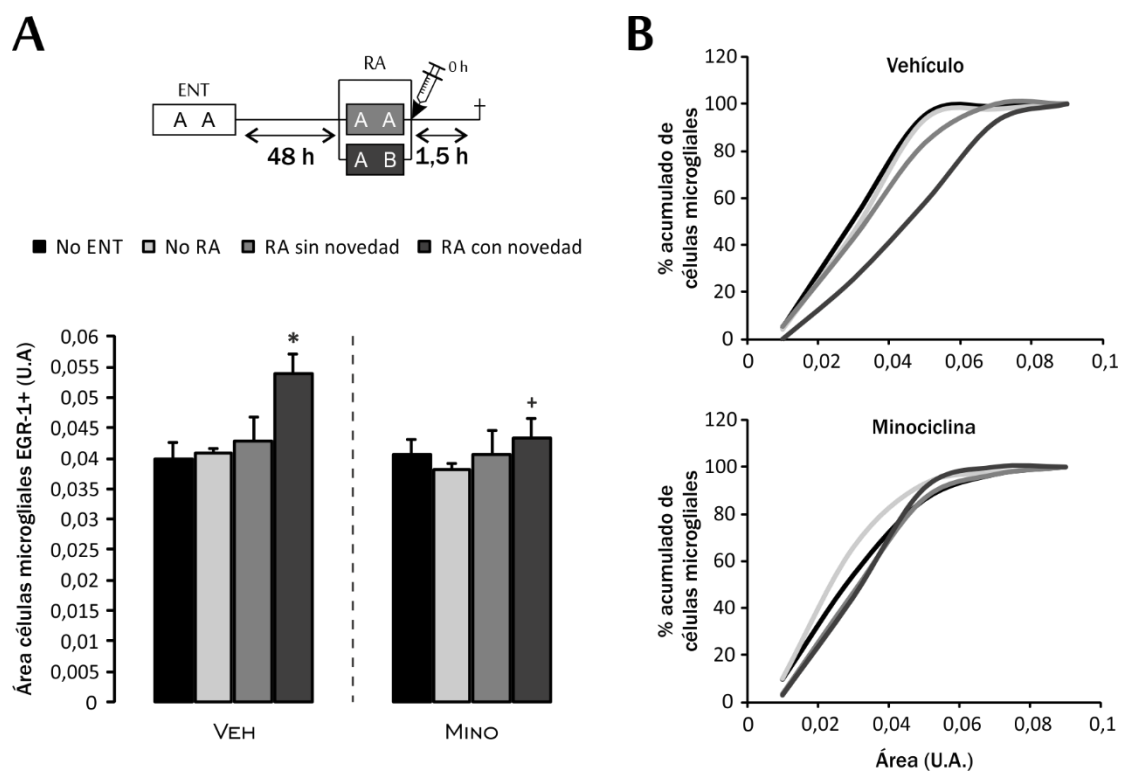 A
RA
0 h
ENT
A A
A A
A B
48 h
1,5 h
No ENT
No RA
RA sin novedad
RA con novedad
Área células microgliales EGR-1+ (U.A)
0,06
0,055
0,05
0,045
0,04
0,035
0,03
0,025
0,02
0,015
0,01
0,005
0
*
+
VEH
MINO
B
Vehículo
% acumulado de
células microgliales
120
100
80
60
40
20
0
0
0,02
0,04
0,06
0,08
0,1
Minociclina
% acumulado de
células microgliales
120
100
80
60
40
20
0
0
0,02
0,04
0,06
0,08
0,1
Área (U.A.)